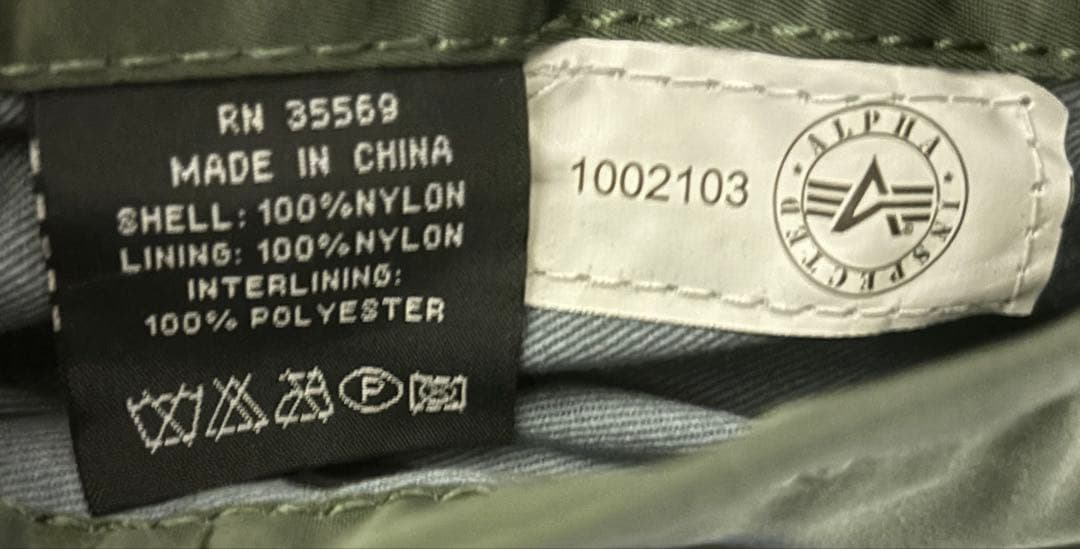 RN 35569
MADE IN CHINA
SHELL: 100%NYLON
LINING: 100%NYLON
INTERLINING:
100% POLYESTER
P
1002103
ALPHA
INSPECTED